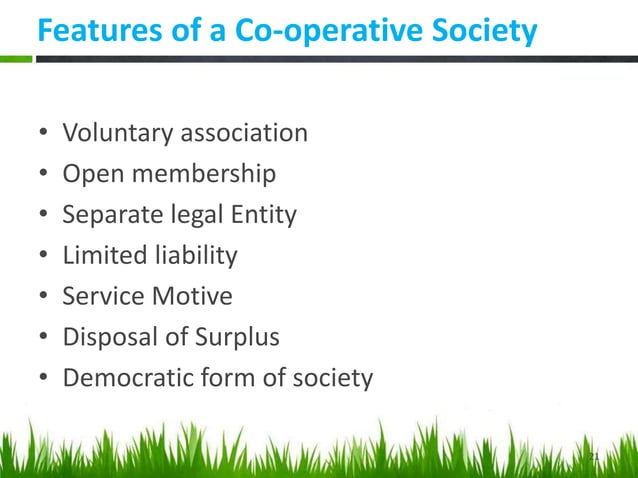 Features of a Co-operative Society
• Voluntary association
• Open membership
• Separate legal Entity
• Limited liability
• Service Motive
• Disposal of Surplus
• Democratic form of society
21